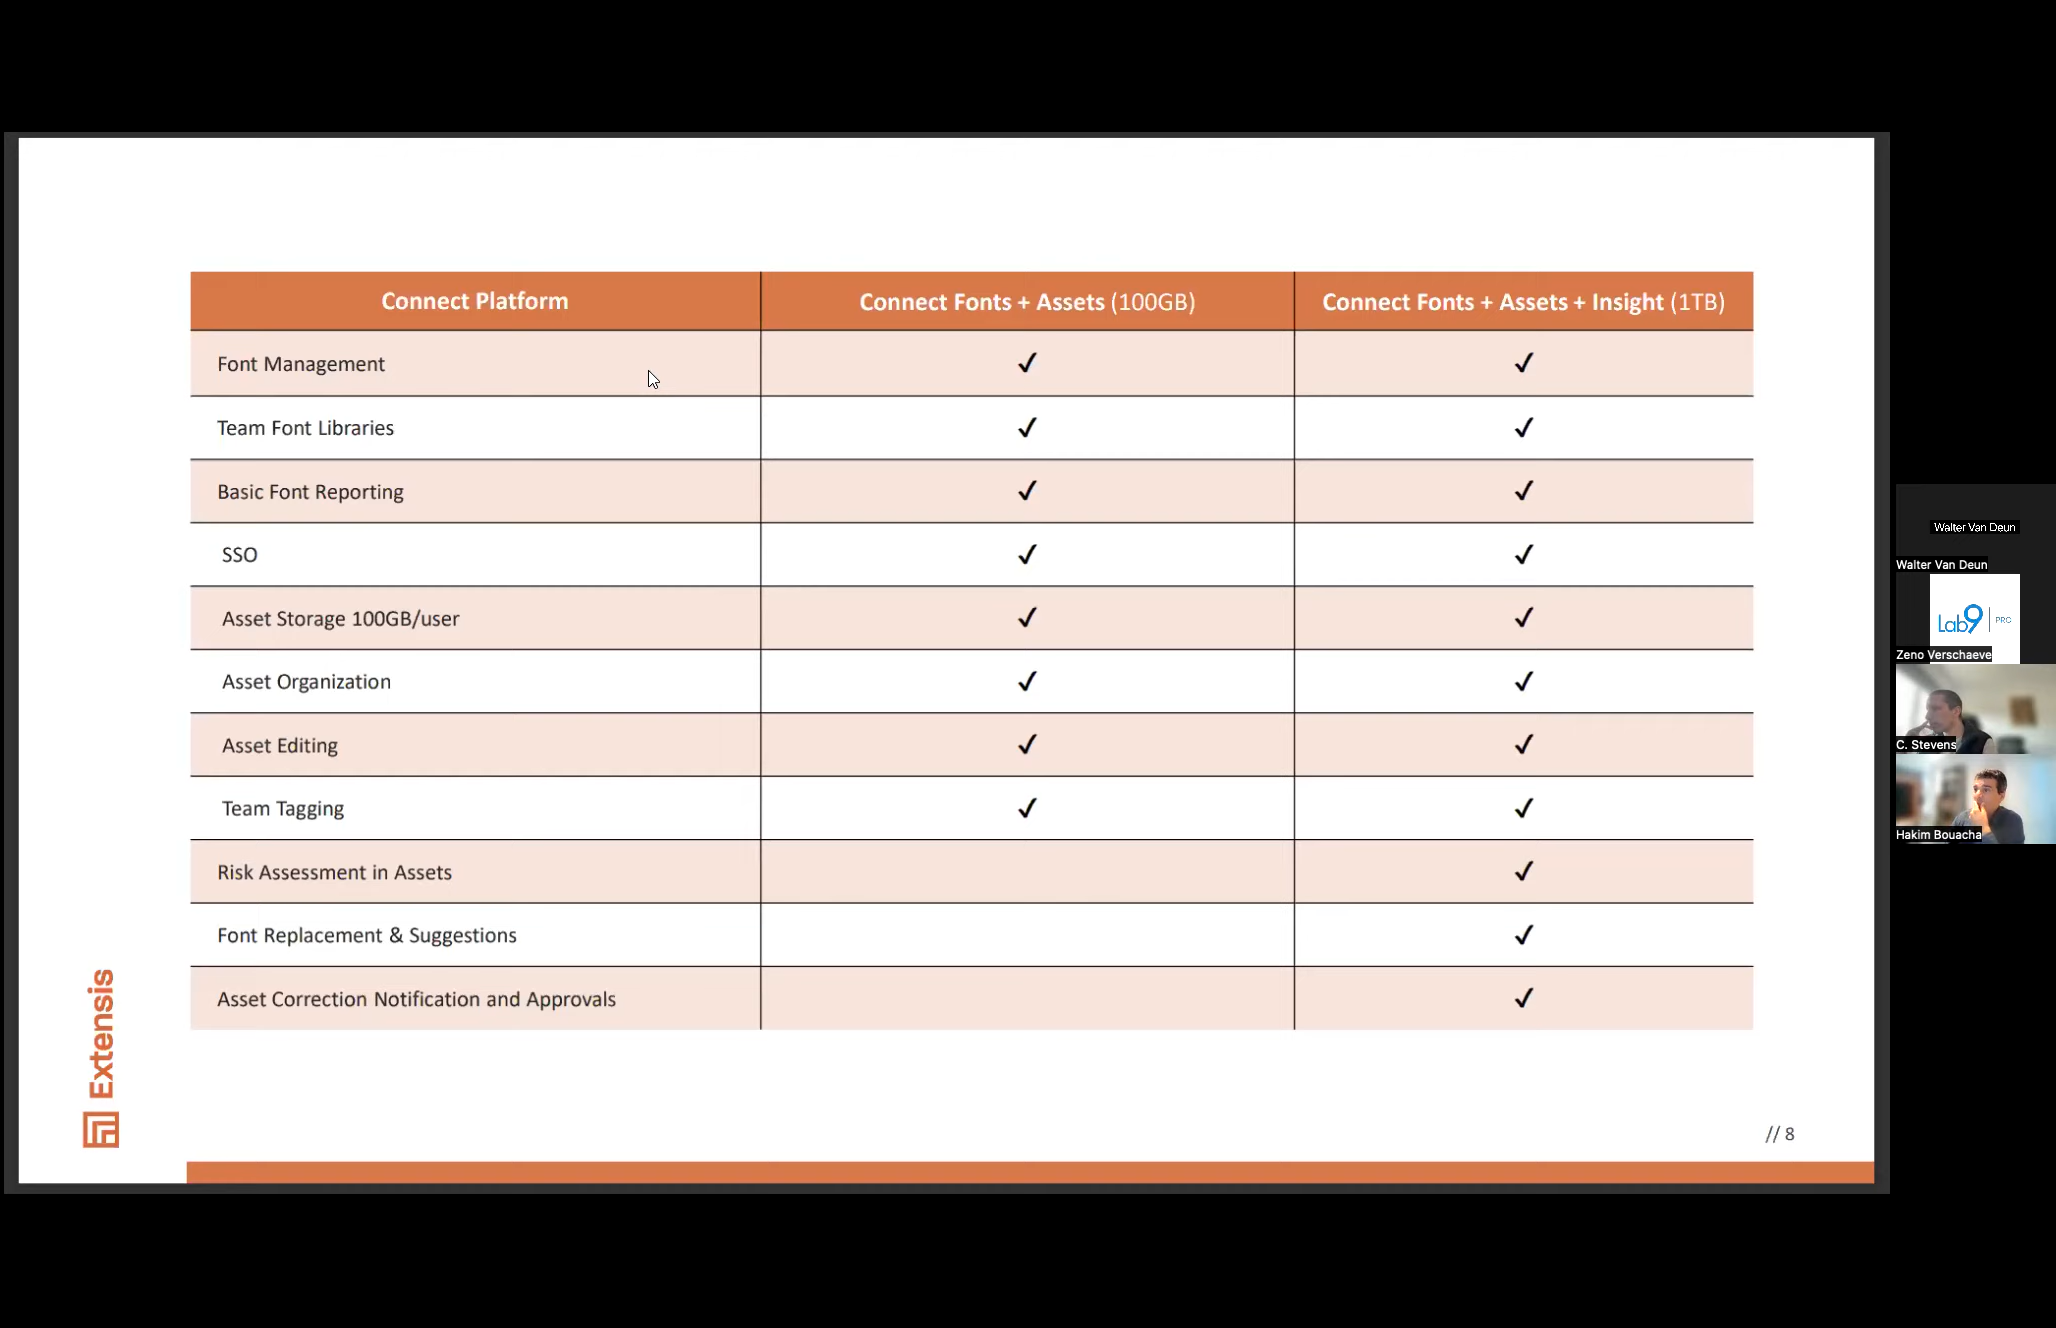 Connect Platform
Connect Fonts + Assets (100GB)
Connect Fonts + Assets + Insight (1TB)
Font Management ✓ ✓
Team Font Libraries ✓ ✓
Basic Font Reporting ✓ ✓
SSO ✓ ✓
Asset Storage 100GB/user ✓ ✓
Asset Organization ✓ ✓
Asset Editing ✓ ✓
Team Tagging ✓ ✓
Risk Assessment in Assets ✓
Font Replacement & Suggestions ✓
Asset Correction Notification and Approvals ✓
Extensis
// 8
Walter Van Deun
Walter Van Deun
Lab9 | PRO
Zeno Verschaeve
C. Stevens
Hakim Bouacha